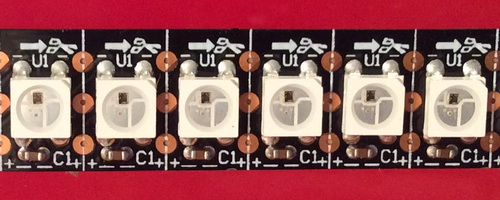 U1 U1 U1 U1 U1 U1
+ – C1+ – C1+ – C1+ – C1+ – C1+ – C1+